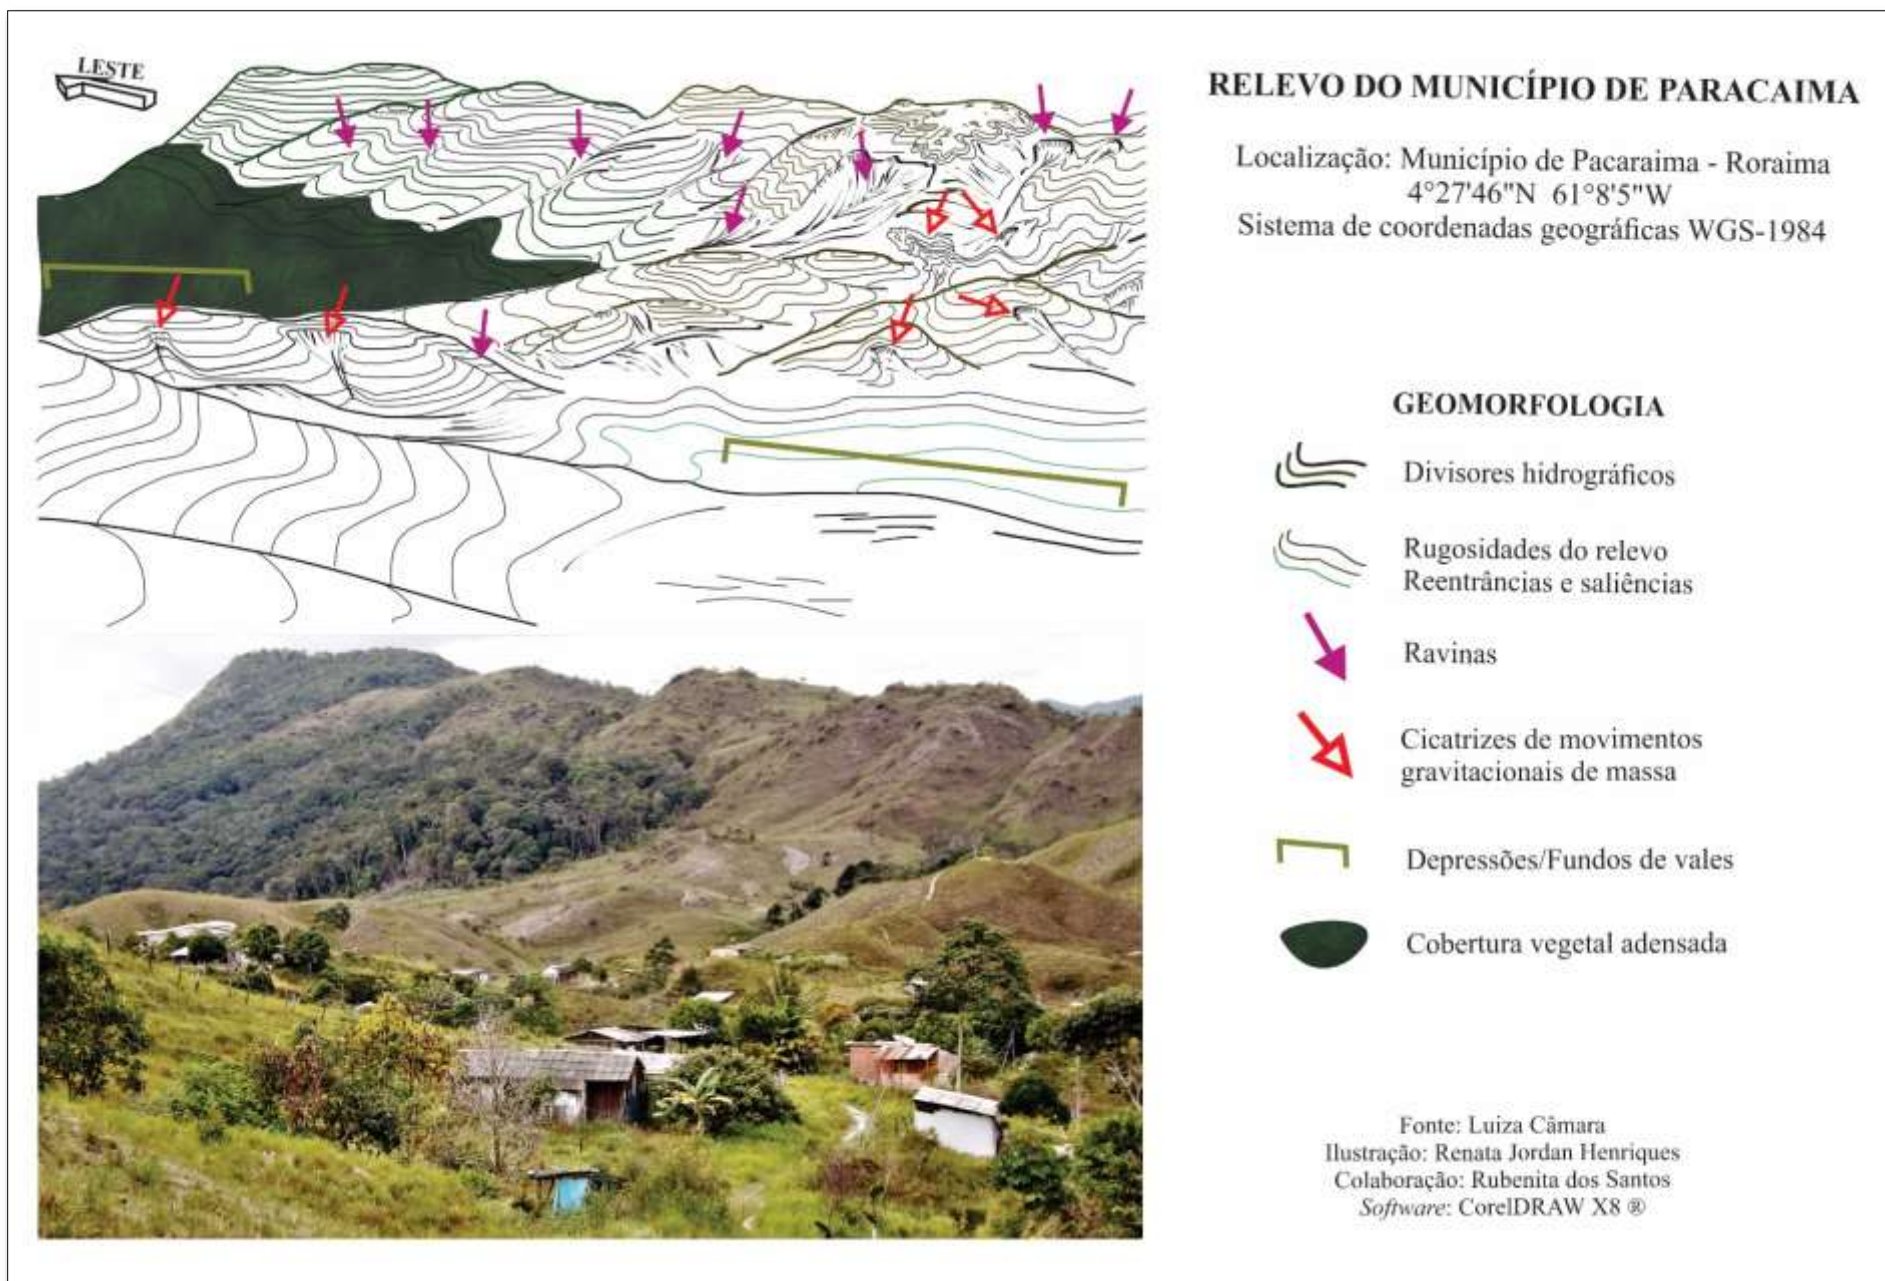 LESTE
RELEVO DO MUNICÍPIO DE PARACAIMA
Localização: Município de Pacaraima - Roraima
4°27'46"N 61°8'5"W
Sistema de coordenadas geográficas WGS-1984
GEOMORFOLOGIA
Divisores hidrográficos
Rugosidades do relevo
Reentrâncias e saliências
Ravinas
Cicatrizes de movimentos
gravitacionais de massa
Depressões/Fundos de vales
Cobertura vegetal adensada
Fonte: Luiza Câmara
Ilustração: Renata Jordan Henriques
Colaboração: Rubenita dos Santos
Software: CorelDRAW X8 ®